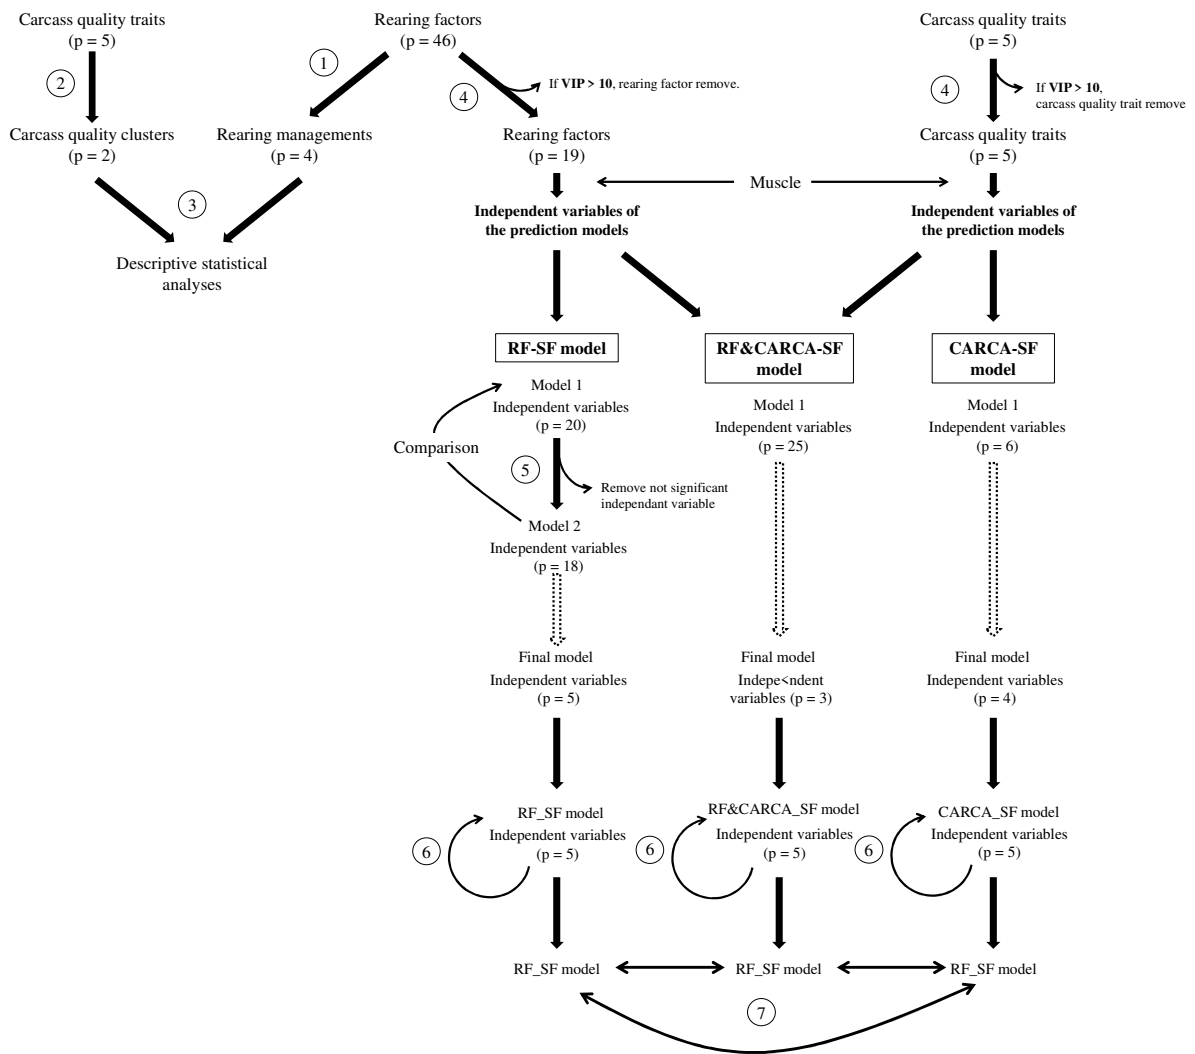 Carcass quality traits
(p = 5)
Rearing factors
(p = 46)
Carcass quality traits
(p = 5)
1
2
4
If VIP > 10, rearing factor remove.
4
If VIP > 10,
carcass quality trait remove
Carcass quality clusters
(p = 2)
Rearing managements
(p = 4)
Rearing factors
(p = 19)
Carcass quality traits
(p = 5)
Muscle
3
Independent variables of
the prediction models
Independent variables of
the prediction models
Descriptive statistical
analyses
RF-SF model
RF&CARCA-SF
model
CARCA-SF
model
Model 1
Independent variables
(p = 20)
Model 1
Independent variables
(p = 25)
Model 1
Independent variables
(p = 6)
Comparison
5
Remove not significant
independant variable
Model 2
Independent variables
(p = 18)
Final model
Independent variables
(p = 5)
Final model
Indepe<ndent
variables (p = 3)
Final model
Independent variables
(p = 4)
RF_SF model
Independent variables
(p = 5)
6
RF&CARCA_SF model
Independent variables
(p = 5)
6
CARCA_SF model
Independent variables
(p = 5)
6
RF_SF model
RF_SF model
RF_SF model
7